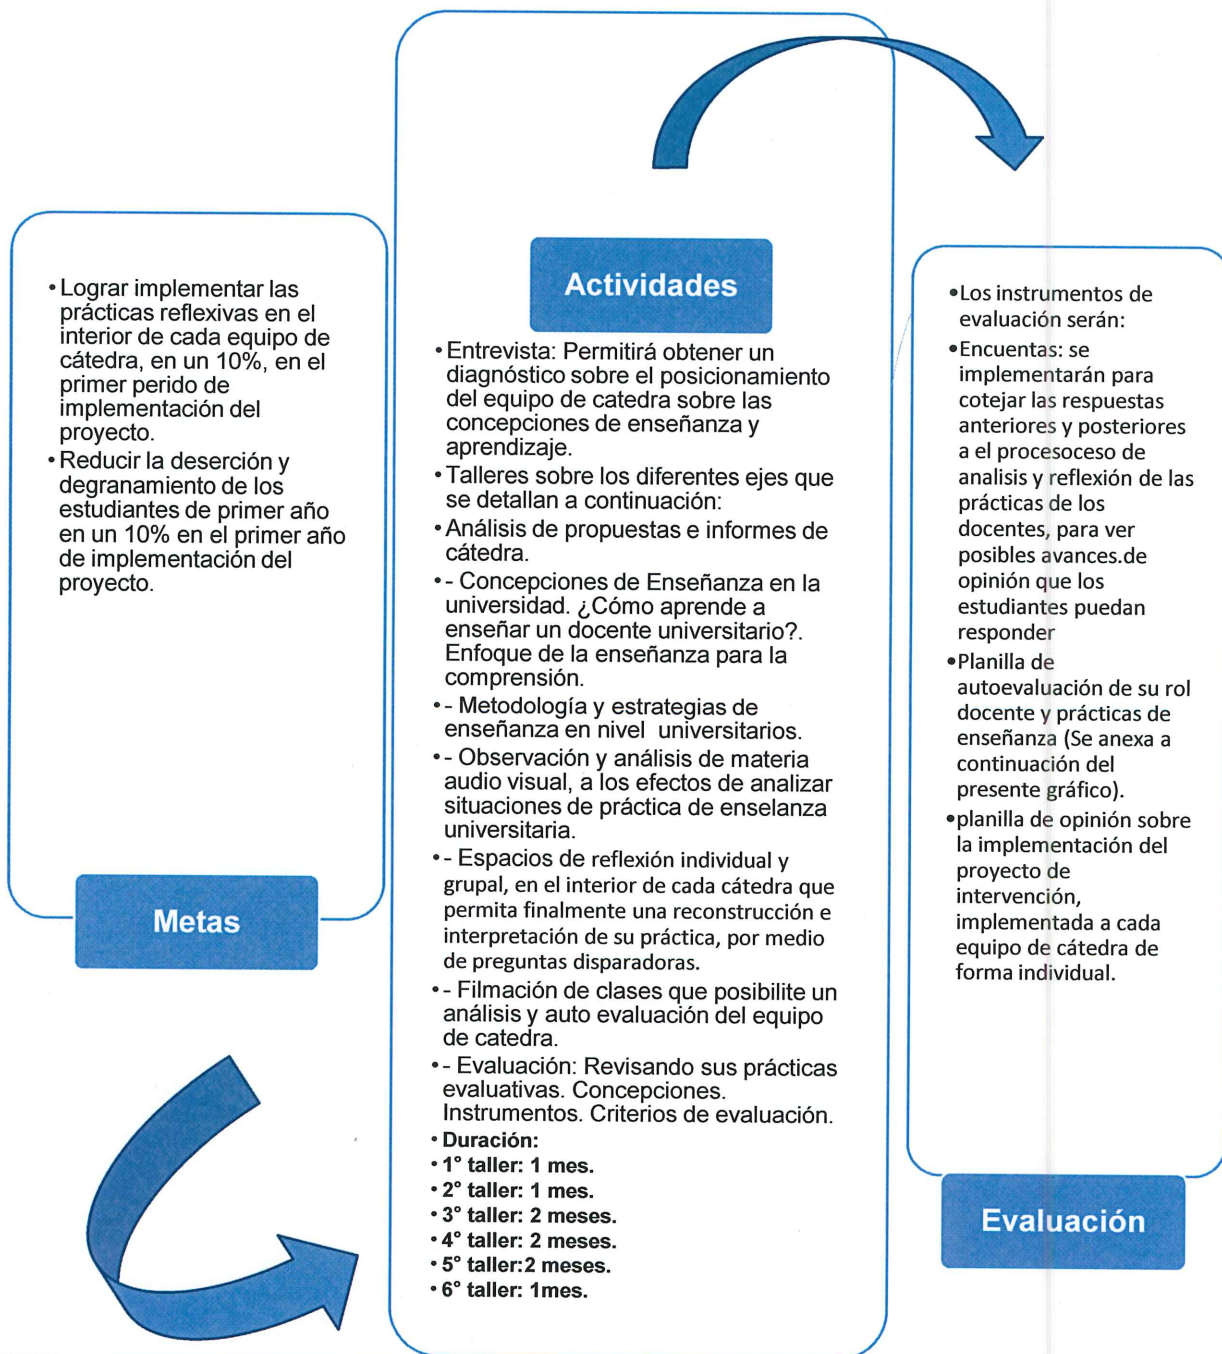 • Lograr implementar las
prácticas reflexivas en el
interior de cada equipo de
cátedra, en un 10%, en el
primer perido de
implementación del
proyecto.
• Reducir la deserción y
degranamiento de los
estudiantes de primer año
en un 10% en el primer año
de implementación del
proyecto.
Metas
Actividades
• Entrevista: Permitirá obtener un
diagnóstico sobre el posicionamiento
del equipo de catedra sobre las
concepciones de enseñanza y
aprendizaje.
• Talleres sobre los diferentes ejes que
se detallan a continuación:
• Análisis de propuestas e informes de
cátedra.
• - Concepciones de Enseñanza en la
universidad. ¿Cómo aprende a
enseñar un docente universitario?.
Enfoque de la enseñanza para la
comprensión.
• - Metodología y estrategias de
enseñanza en nivel universitarios.
• - Observación y análisis de materia
audio visual, a los efectos de analizar
situaciones de práctica de enselanza
universitaria.
• - Espacios de reflexión individual y
grupal, en el interior de cada cátedra que
permita finalmente una reconstrucción e
interpretación de su práctica, por medio
de preguntas disparadoras.
• - Filmación de clases que posibilite un
análisis y auto evaluación del equipo
de catedra.
• - Evaluación: Revisando sus prácticas
evaluativas. Concepciones.
Instrumentos. Criterios de evaluación.
• Duración:
• 1° taller: 1 mes.
• 2° taller: 1 mes.
• 3° taller: 2 meses.
• 4° taller: 2 meses.
• 5° taller:2 meses.
• 6° taller: 1mes.
• Los instrumentos de
evaluación serán:
• Encuentas: se
implementarán para
cotejar las respuestas
anteriores y posteriores
a el procesoceso de
analisis y reflexión de las
prácticas de los
docentes, para ver
posibles avances.de
opinión que los
estudiantes puedan
responder
• Planilla de
autoevaluación de su rol
docente y prácticas de
enseñanza (Se anexa a
continuación del
presente gráfico).
• planilla de opinión sobre
la implementación del
proyecto de
intervención,
implementada a cada
equipo de cátedra de
forma individual.
Evaluación